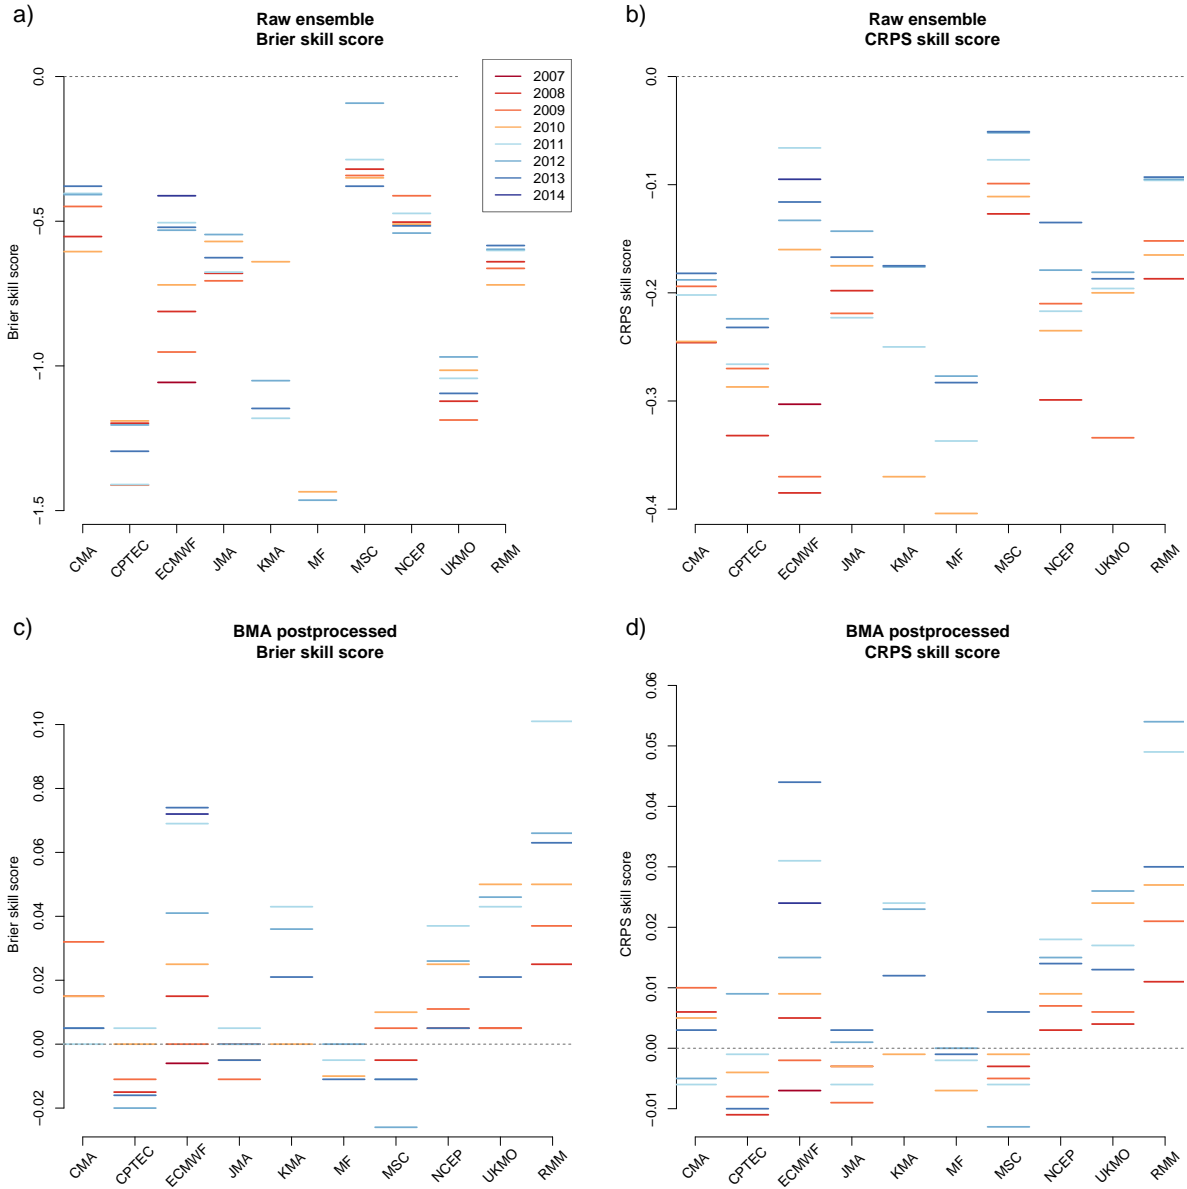 a)
Raw ensemble
Brier skill score
Brier skill score
0.0
−0.5
−1.0
−1.5
2007
2008
2009
2010
2011
2012
2013
2014
CMA
CPTEC
ECMWF
JMA
KMA
MF
MSC
NCEP
UKMO
RMM
b)
Raw ensemble
CRPS skill score
CRPS skill score
0.0
−0.1
−0.2
−0.3
−0.4
CMA
CPTEC
ECMWF
JMA
KMA
MF
MSC
NCEP
UKMO
RMM
c)
BMA postprocessed
Brier skill score
Brier skill score
0.10
0.08
0.06
0.04
0.02
0.00
−0.02
CMA
CPTEC
ECMWF
JMA
KMA
MF
MSC
NCEP
UKMO
RMM
d)
BMA postprocessed
CRPS skill score
CRPS skill score
0.06
0.05
0.04
0.03
0.02
0.01
0.00
−0.01
CMA
CPTEC
ECMWF
JMA
KMA
MF
MSC
NCEP
UKMO
RMM